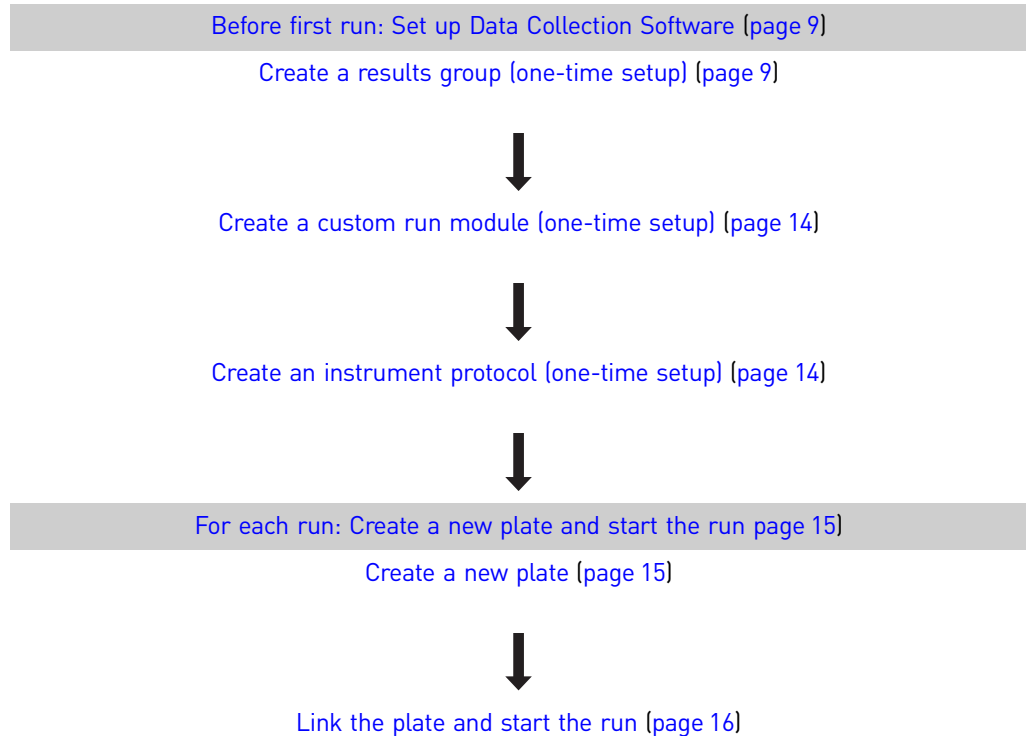 Before first run: Set up Data Collection Software (page 9)
Create a results group (one-time setup) (page 9)
Create a custom run module (one-time setup) (page 14)
Create an instrument protocol (one-time setup) (page 14)
For each run: Create a new plate and start the run page 15)
Create a new plate (page 15)
Link the plate and start the run (page 16)